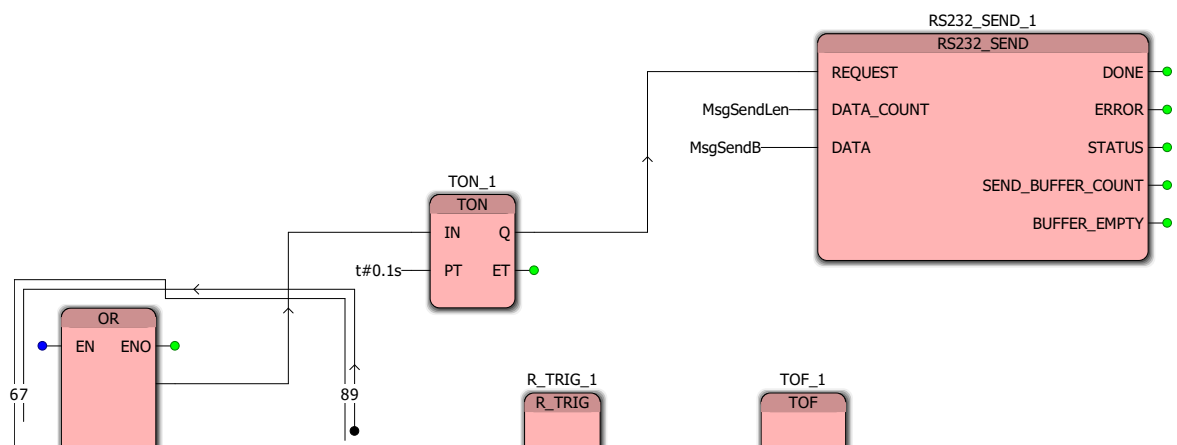 RS232_SEND_1
RS232_SEND
REQUEST DONE
MsgSendLen DATA_COUNT ERROR
MsgSendB DATA STATUS
SEND_BUFFER_COUNT
BUFFER_EMPTY
TON_1
TON
IN Q
t#0.1s PT ET
OR
EN ENO
67
89
R_TRIG_1
R_TRIG
TOF_1
TOF